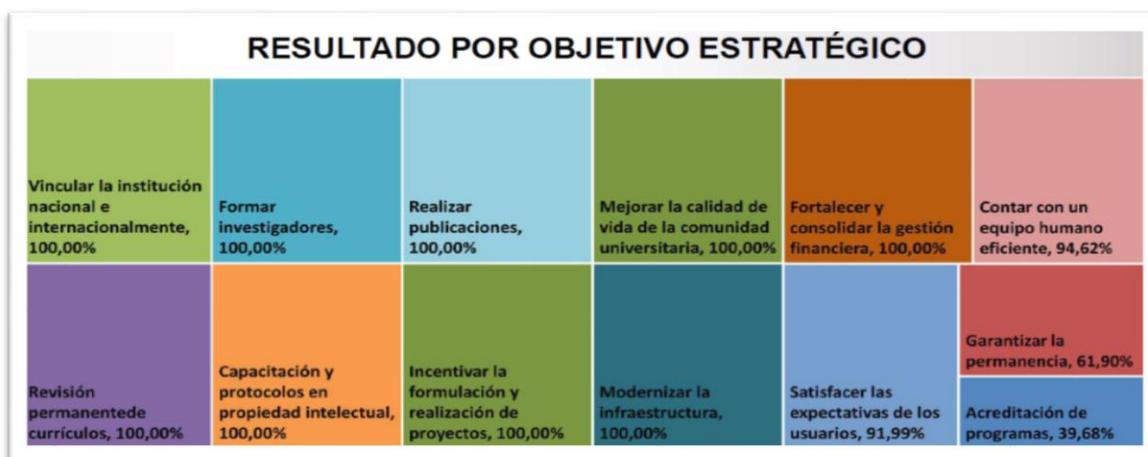 RESULTADO POR OBJETIVO ESTRATÉGICO
Vincular la institución
nacional e
internacionalmente,
100,00%
Formar
investigadores,
100,00%
Realizar
publicaciones,
100,00%
Mejorar la calidad de
vida de la comunidad
universitaria, 100,00%
Fortalecer y
consolidar la gestión
financiera, 100,00%
Contar con un
equipo humano
eficiente, 94,62%
Revisión
permanentede
currículos, 100,00%
Capacitación y
protocolos en
propiedad intelectual,
100,00%
Incentivar la
formulación y
realización de
proyectos, 100,00%
Modernizar la
infraestructura,
100,00%
Satisfacer las
expectativas de los
usuarios, 91,99%
Garantizar la
permanencia, 61,90%
Acreditación de
programas, 39,68%